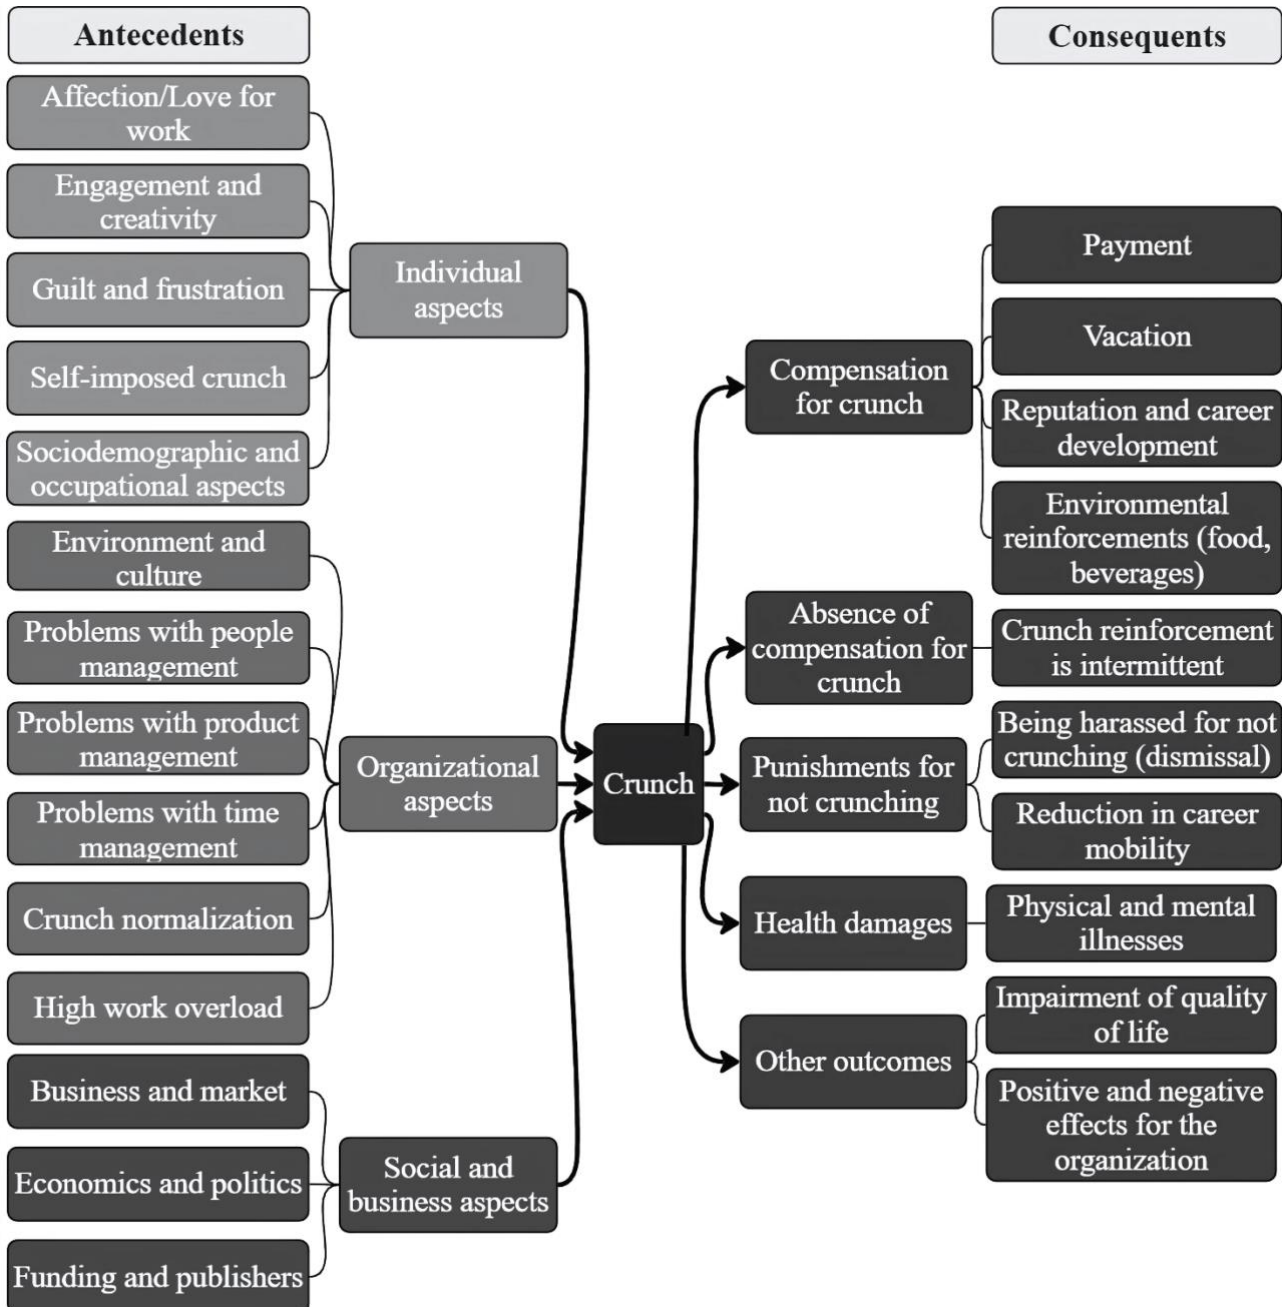 Antecedents
Affection/Love for
work
Engagement and
creativity
Guilt and frustration
Self-imposed crunch
Sociodemographic and
occupational aspects
Environment and
culture
Problems with people
management
Problems with product
management
Problems with time
management
Crunch normalization
High work overload
Business and market
Economics and politics
Funding and publishers
Individual
aspects
Organizational
aspects
Social and
business aspects
Crunch
Compensation
for crunch
Absence of
compensation for
crunch
Punishments for
not crunching
Health damages
Other outcomes
Consequents
Payment
Vacation
Reputation and career
development
Environmental
reinforcements (food,
beverages)
Crunch reinforcement
is intermittent
Being harassed for not
crunching (dismissal)
Reduction in career
mobility
Physical and mental
illnesses
Impairment of quality
of life
Positive and negative
effects for the
organization